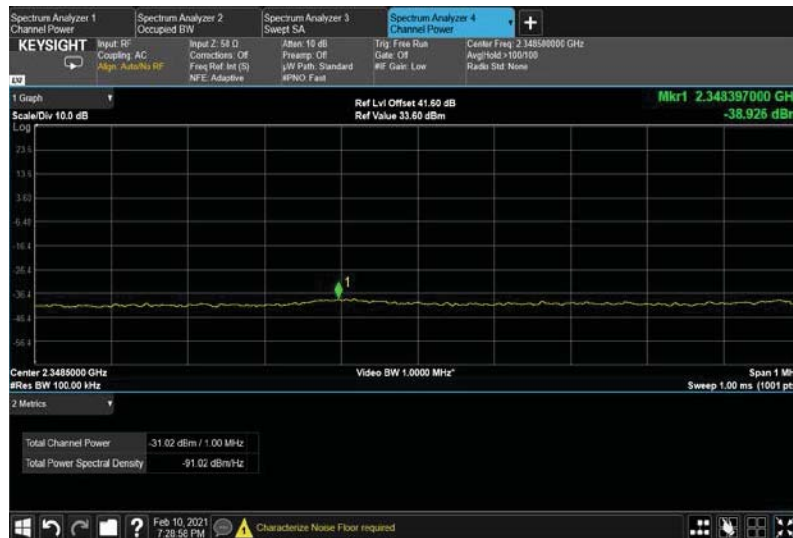 Spectrum Analyzer 1
Channel Power
Spectrum Analyzer 2
Occupied BW
Spectrum Analyzer 3
Swept SA
Spectrum Analyzer 4
Channel Power
+
KEYSIGHT
Input: RF
Coupling: AC
Align: Auto/No RF
Input Z: 50 Ω
Corrections: Off
Freq Ref: Int (S)
NFE: Adaptive
Atten: 10 dB
Preamp: Off
µW Path: Standard
#PNO: Fast
Trig: Free Run
Gate: Off
#IF Gain: Low
Center Freq: 2.348500000 GHz
Avg|Hold:>100/100
Radio Std: None
LXI
1 Graph
Scale/Div 10.0 dB
Ref Lvl Offset 41.60 dB
Ref Value 33.60 dBm
Mkr1 2.348397000 GH
-38.926 dBr
Log
23.6
13.6
3.60
-6.40
-16.4
-26.4
-36.4
-46.4
-56.4
1
Center 2.3485000 GHz
#Res BW 100.00 kHz
Video BW 1.0000 MHz*
Span 1 MH
Sweep 1.00 ms (1001 pt
2 Metrics
Total Channel Power -31.02 dBm / 1.00 MHz
Total Power Spectral Density -91.02 dBm/Hz
?
Feb 10, 2021
7:28:58 PM
Characterize Noise Floor required